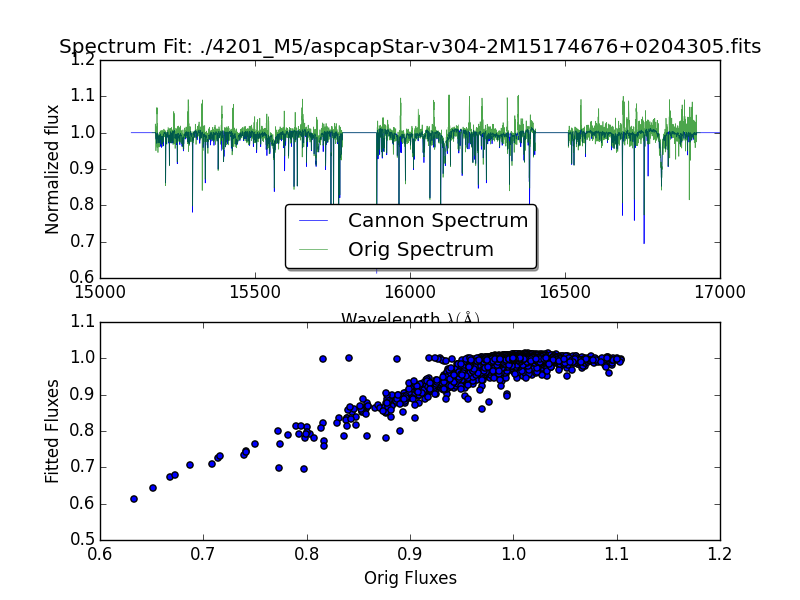 Spectrum Fit: ./4201_M5/aspcapStar-v304-2M15174676+0204305.fits
1.2
1.1
1.0
0.9
0.8
0.7
0.6
Normalized flux
Cannon Spectrum
Orig Spectrum
15000 15500 16000 16500 17000
Wavelength λ(Å)
1.1
1.0
0.9
0.8
0.7
0.6
0.5
Fitted Fluxes
0.6 0.7 0.8 0.9 1.0 1.1 1.2
Orig Fluxes